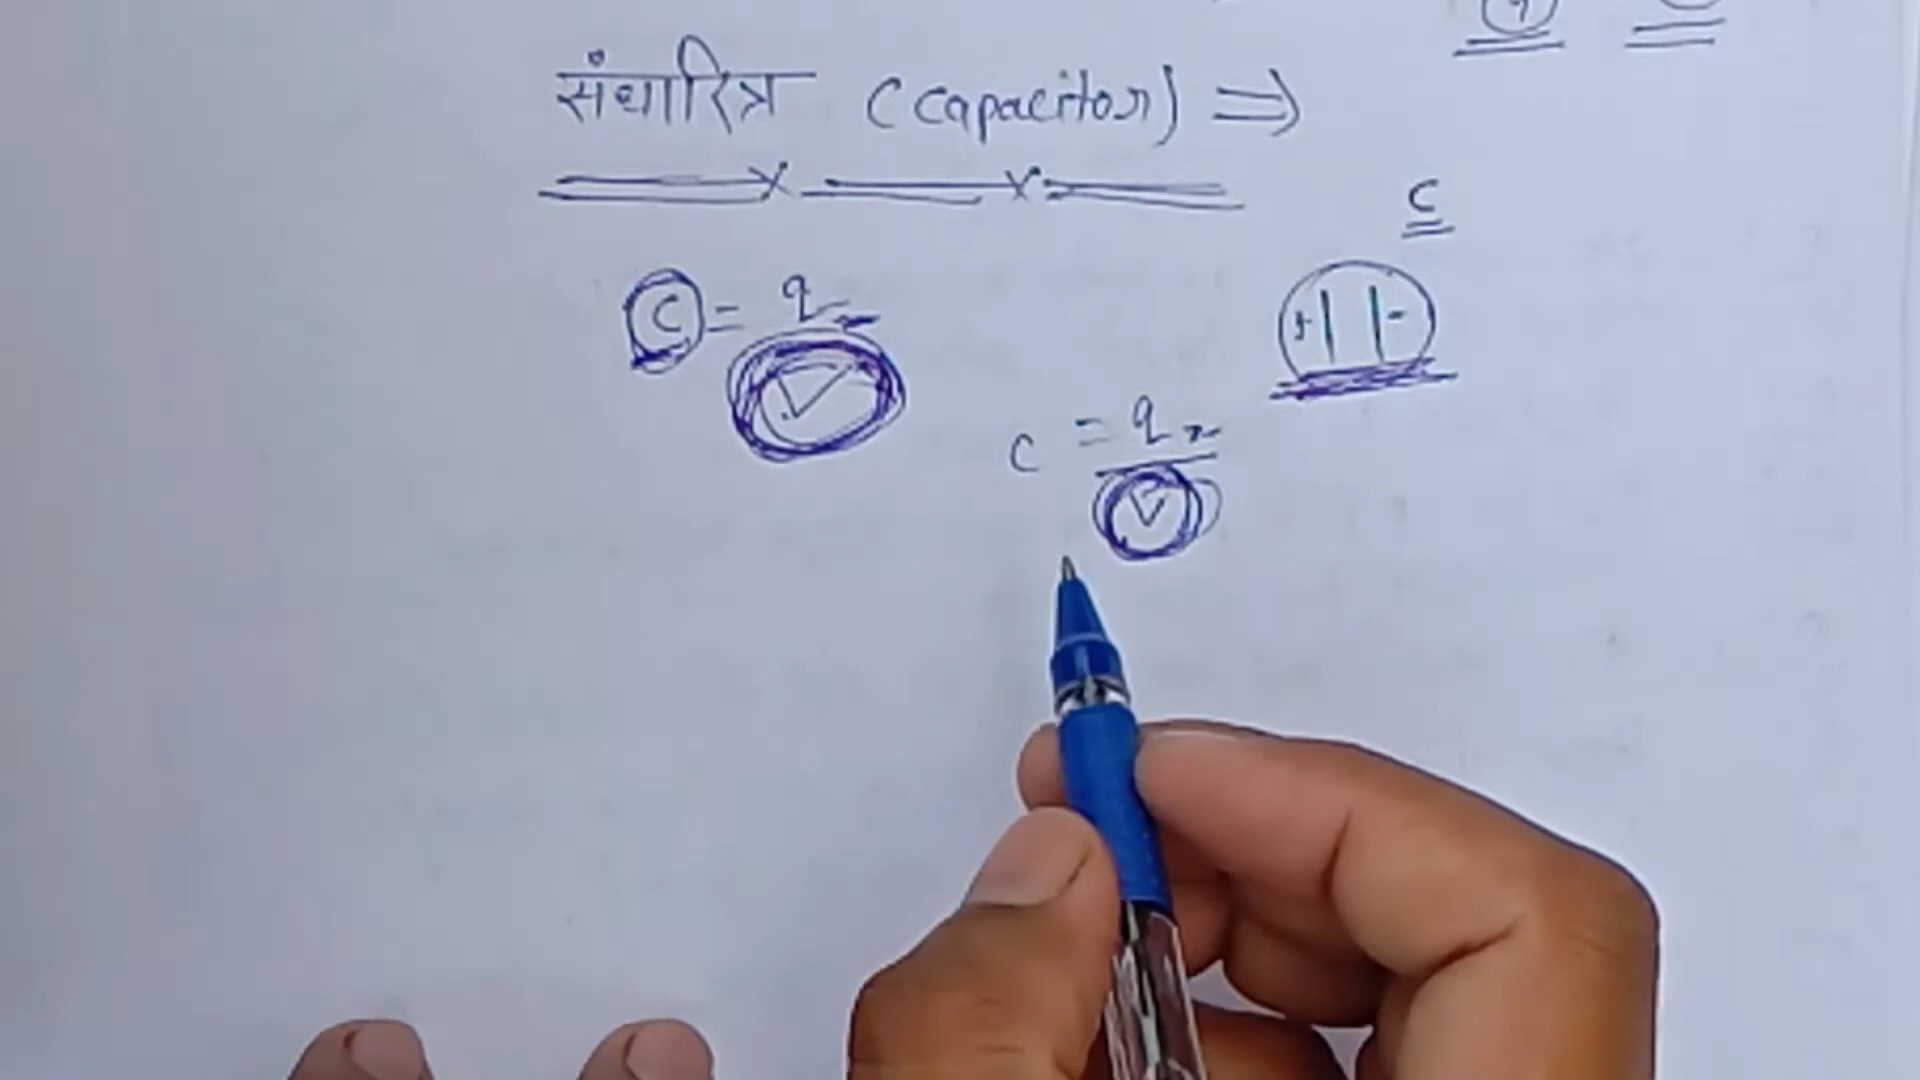 संधारित्र (Capacitor) ⇒
C
C = q
V
+ -
C = q
V